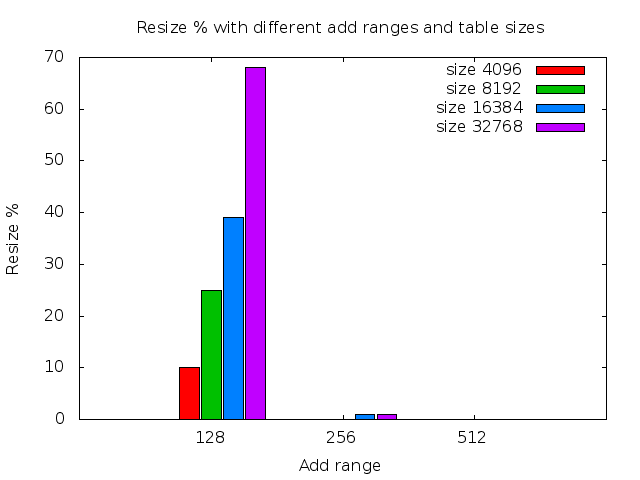 Resize % with different add ranges and table sizes
70
60
50
40
30
20
10
0
Resize %
size 4096
size 8192
size 16384
size 32768
128 256 512
Add range